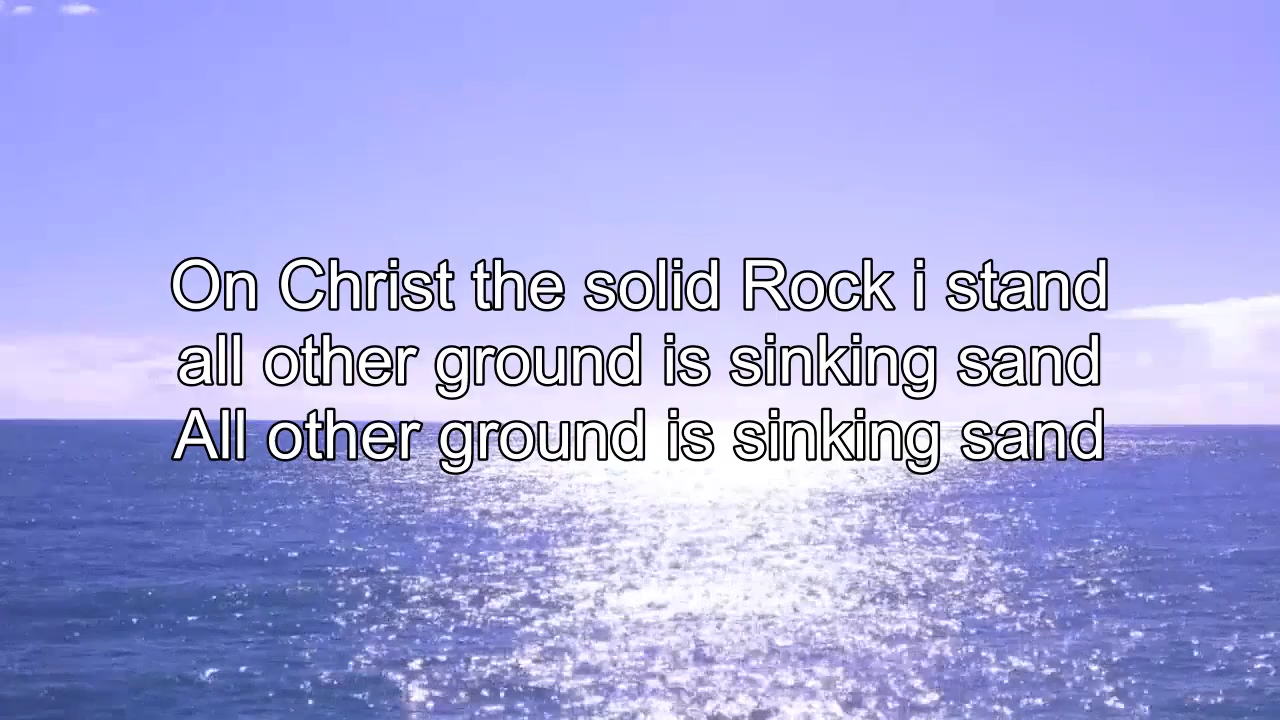 On Christ the solid Rock i stand
all other ground is sinking sand
All other ground is sinking sand